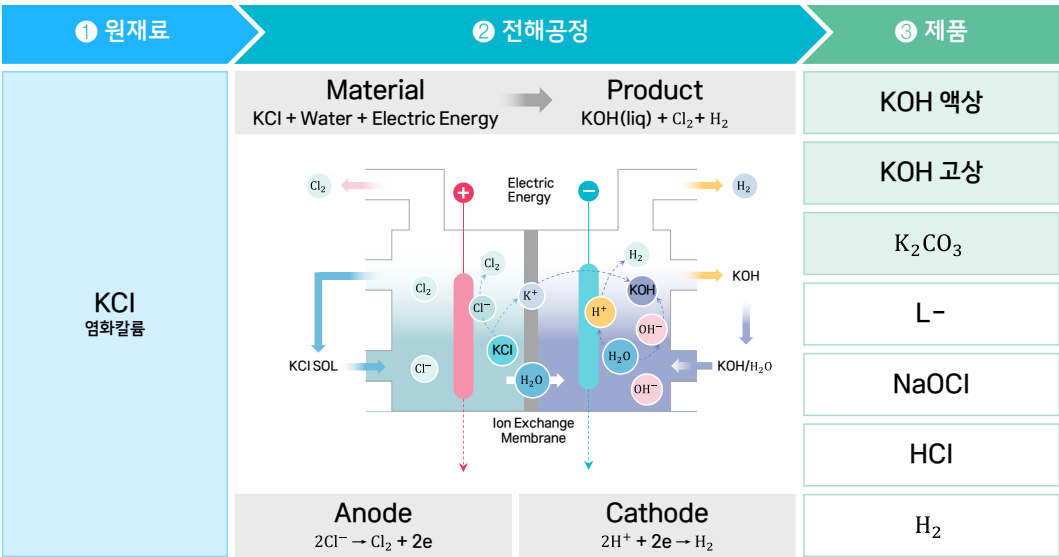 ❶ 원재료
❷ 전해공정
❸ 제품
KCl
염화칼륨
Material
KCl + Water + Electric Energy
Product
KOH(liq) + Cl₂+ H₂
Cl₂
+
Electric
Energy
−
H₂
Cl₂
Cl₂
Cl⁻
K⁺
KCl
H₂
KOH
H⁺
OH⁻
H₂O
KOH
KCl SOL
Cl⁻
H₂O
OH⁻
KOH/H₂O
Ion Exchange
Membrane
Anode
2Cl⁻ → Cl₂ + 2e
Cathode
2H⁺ + 2e → H₂
KOH 액상
KOH 고상
K₂CO₃
L-
NaOCl
HCl
H₂